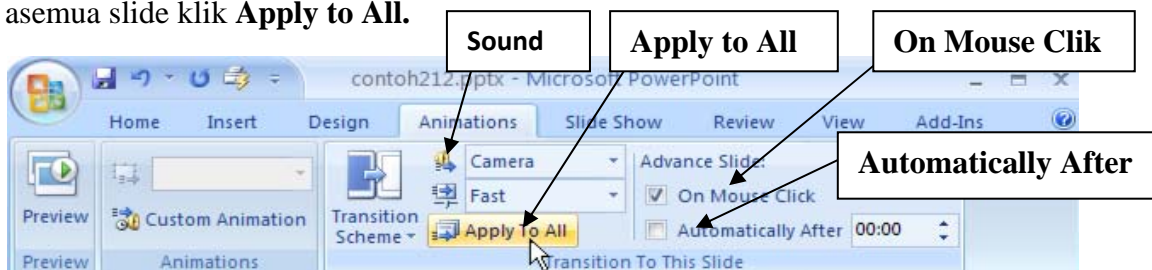 asemua slide klik Apply to All.
Sound
Apply to All
On Mouse Clik
contoh212.pptx - Microsoft PowerPoint
Home Insert Design Animations Slide Show Review View Add-Ins
Automatically After
Camera
Advance Slide:
Fast
On Mouse Click
Preview
Custom Animation
Transition Scheme
Apply To All
Automatically After 00:00
Preview
Animations
Transition To This Slide